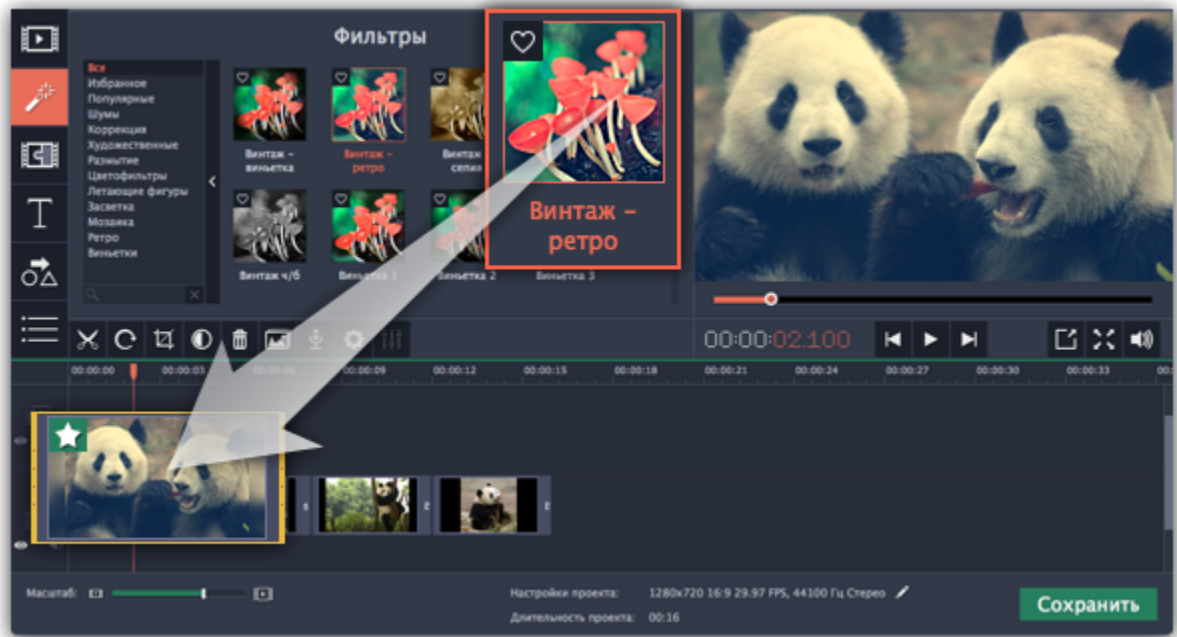 Фильтры
Все
Избранное
Популярные
Шумы
Коррекция
Художественные
Размытие
Цветофильтры
Летающие фигуры
Засветка
Мозаика
Ретро
Виньетки
Винтаж –
виньетка
Винтаж –
ретро
Винтаж
сепия
Винтаж –
ретро
Винтаж ч/б
Виньетка 1
Виньетка 2
Виньетка 3
00:00:02.100
00:00:00
00:00:03
00:00:06
00:00:09
00:00:12
00:00:15
00:00:18
00:00:21
00:00:24
00:00:27
00:00:30
00:00:33
Масштаб:
Настройки проекта: 1280x720 16:9 29.97 FPS, 44100 Гц Стерео
Длительность проекта: 00:16
Сохранить